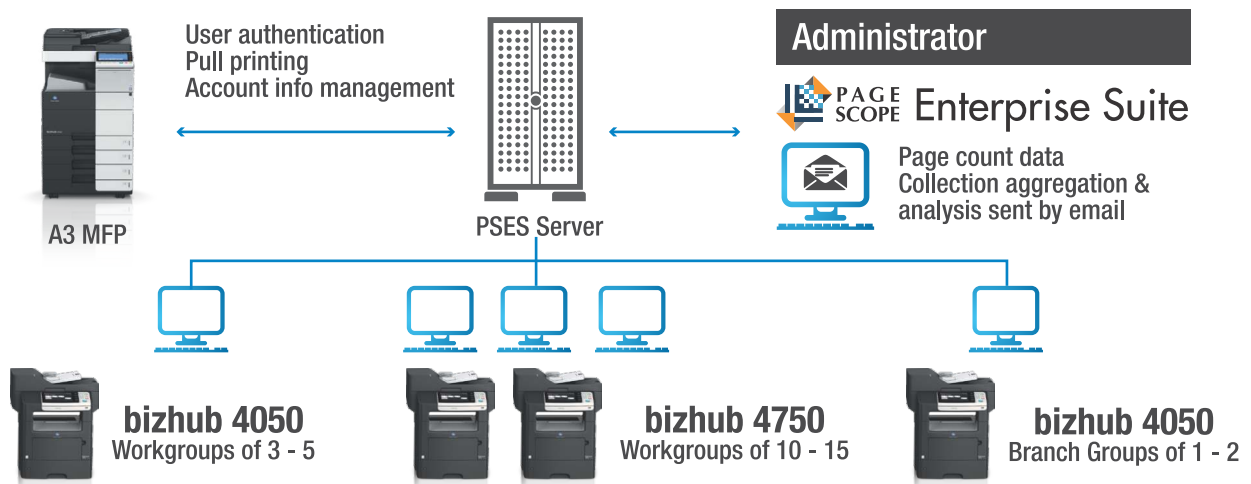 User authentication
Pull printing
Account info management
A3 MFP
PSES Server
Administrator
PAGE
SCOPE Enterprise Suite
Page count data
Collection aggregation &
analysis sent by email
bizhub 4050
Workgroups of 3 - 5
bizhub 4750
Workgroups of 10 - 15
bizhub 4050
Branch Groups of 1 - 2